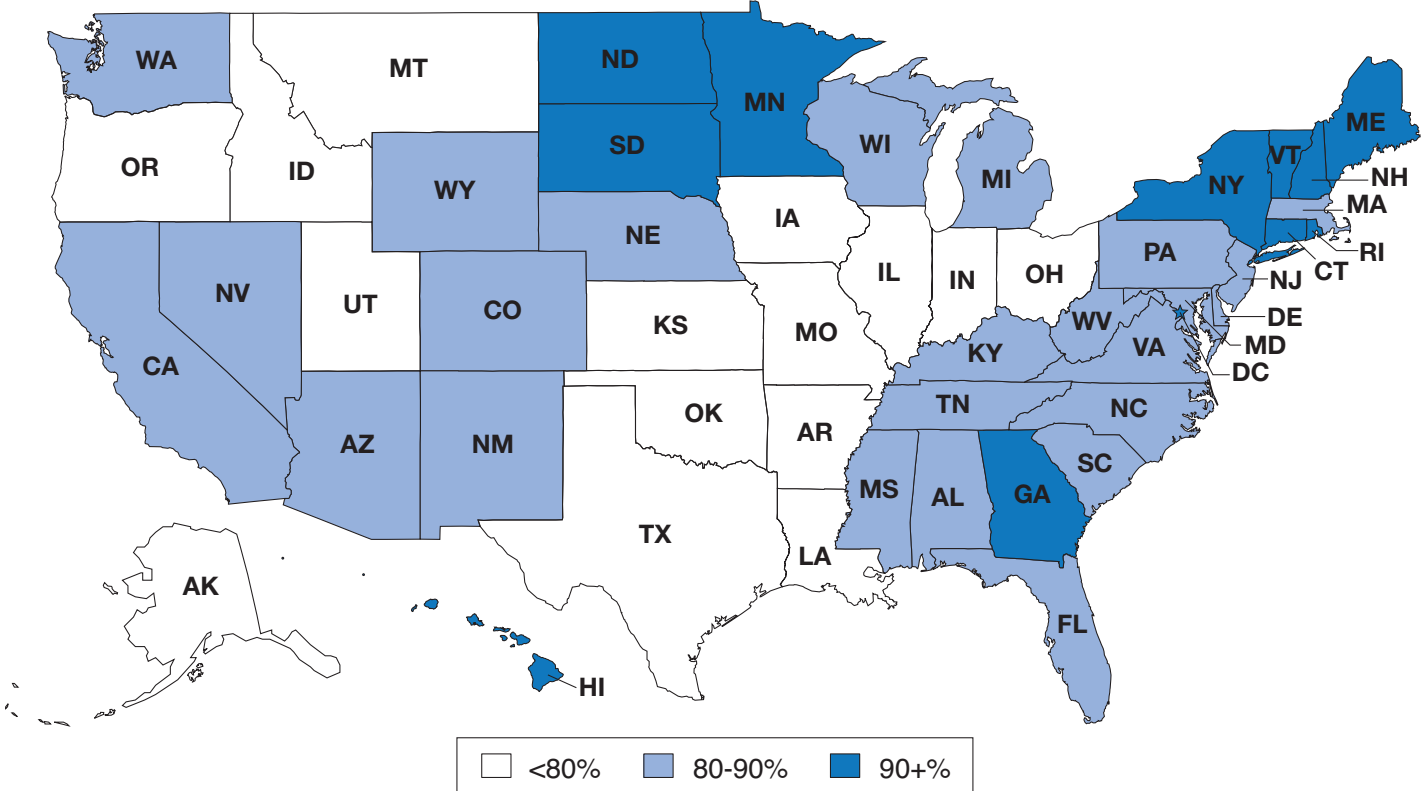 WA
MT
ND
MN
ME
OR
ID
SD
WI
VT
NH
WY
MI
NY
MA
IA
NE
PA
RI
CT
NV
UT
CO
IL
IN
OH
NJ
KS
MO
WV
DE
CA
KY
VA
MD
DC
OK
TN
NC
AZ
NM
AR
SC
MS
AL
GA
TX
LA
AK
FL
HI
<80%
80-90%
90+%